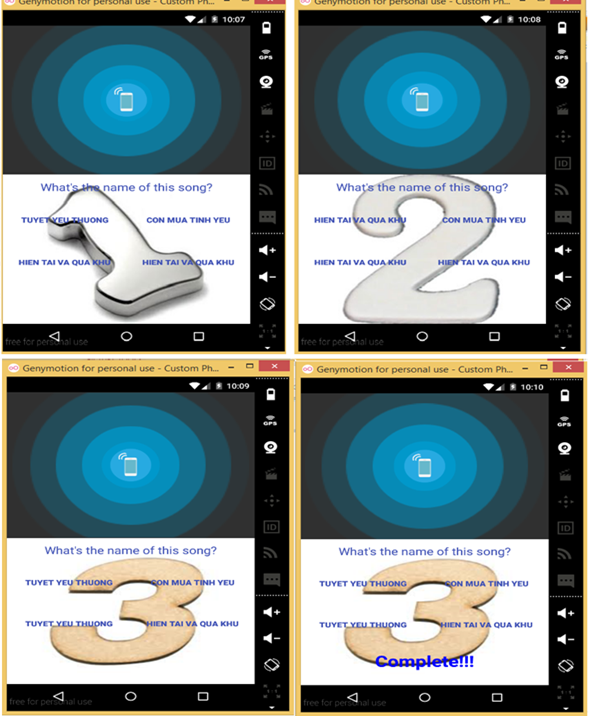 Genymotion for personal use - Custom Ph...
10:07
GPS
ID
What's the name of this song?
TUYET YEU THUONG CON MUA TINH YEU
HIEN TAI VA QUA KHU HIEN TAI VA QUA KHU
free for personal use
Genymotion for personal use - Custom Ph...
10:08
GPS
ID
What's the name of this song?
HIEN TAI VA QUA KHU CON MUA TINH YEU
HIEN TAI VA QUA KHU HIEN TAI VA QUA KHU
free for personal use
Genymotion for personal use - Custom Ph...
10:09
GPS
ID
What's the name of this song?
3
TUYET YEU THUONG CON MUA TINH YEU
TUYET YEU THUONG HIEN TAI VA QUA KHU
free for personal use
Genymotion for personal use - Custom Ph...
10:10
GPS
ID
What's the name of this song?
3
TUYET YEU THUONG CON MUA TINH YEU
TUYET YEU THUONG HIEN TAI VA QUA KHU
Complete!!!
free for personal use
1
2